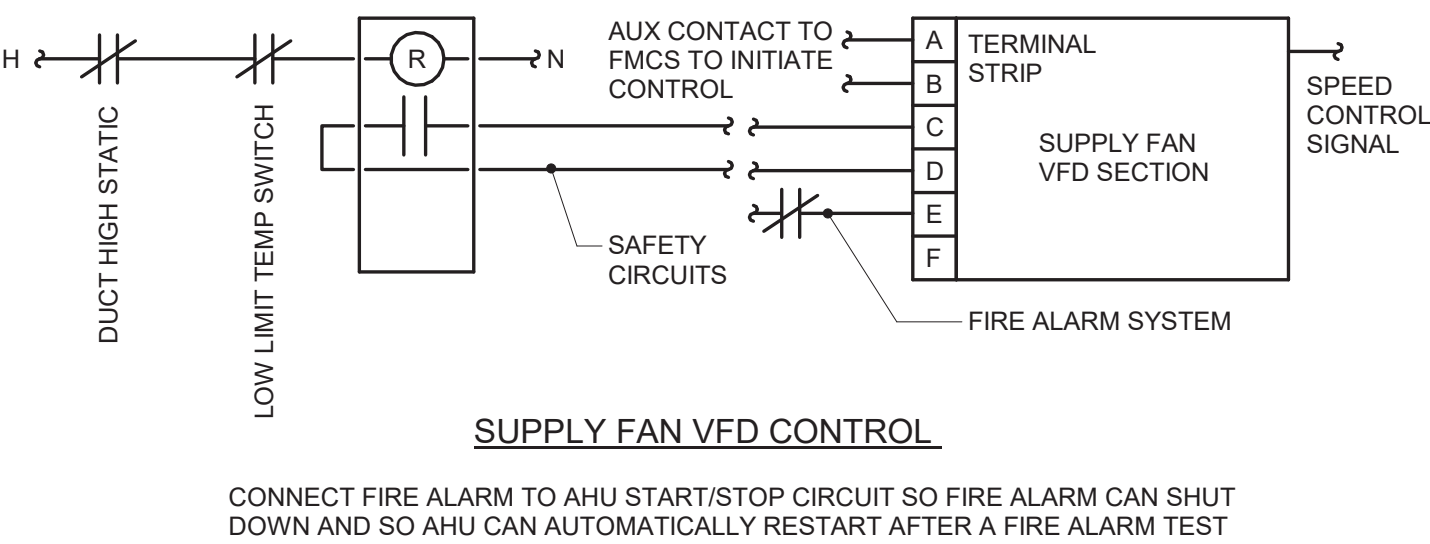 H
DUCT HIGH STATIC
LOW LIMIT TEMP SWITCH
R
N
AUX CONTACT TO
FMCS TO INITIATE
CONTROL
A
B
C
D
E
F
TERMINAL
STRIP
SUPPLY FAN
VFD SECTION
SPEED
CONTROL
SIGNAL
SAFETY
CIRCUITS
FIRE ALARM SYSTEM
SUPPLY FAN VFD CONTROL
CONNECT FIRE ALARM TO AHU START/STOP CIRCUIT SO FIRE ALARM CAN SHUT
DOWN AND SO AHU CAN AUTOMATICALLY RESTART AFTER A FIRE ALARM TEST